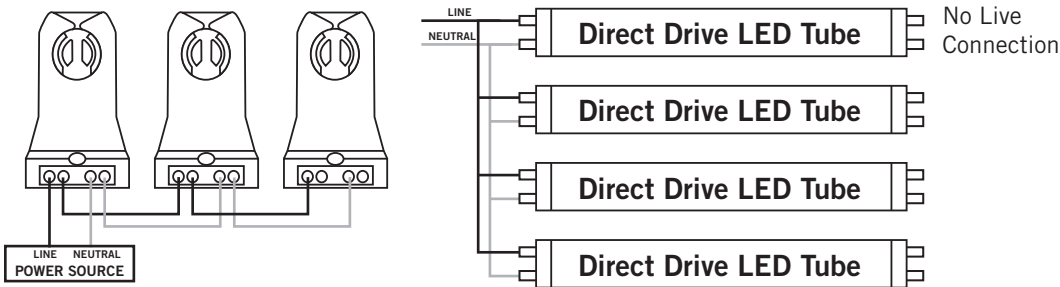 LINE
NEUTRAL
Direct Drive LED Tube
No Live
Connection
Direct Drive LED Tube
Direct Drive LED Tube
Direct Drive LED Tube
LINE NEUTRAL
POWER SOURCE